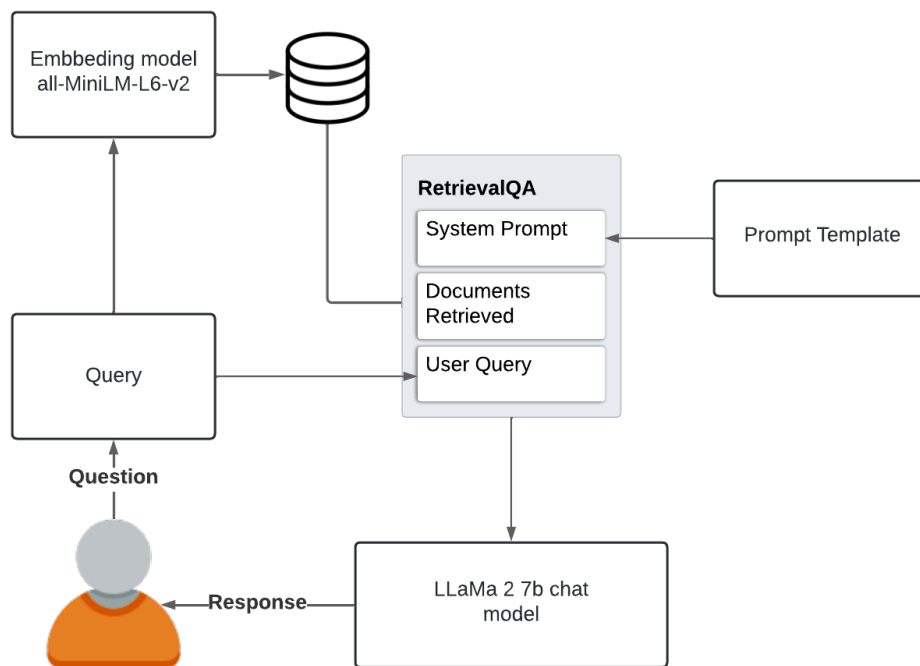 Embbeding model
all-MiniLM-L6-v2
RetrievalQA
System Prompt
Prompt Template
Documents
Retrieved
User Query
Query
Question
Response
LLaMa 2 7b chat
model